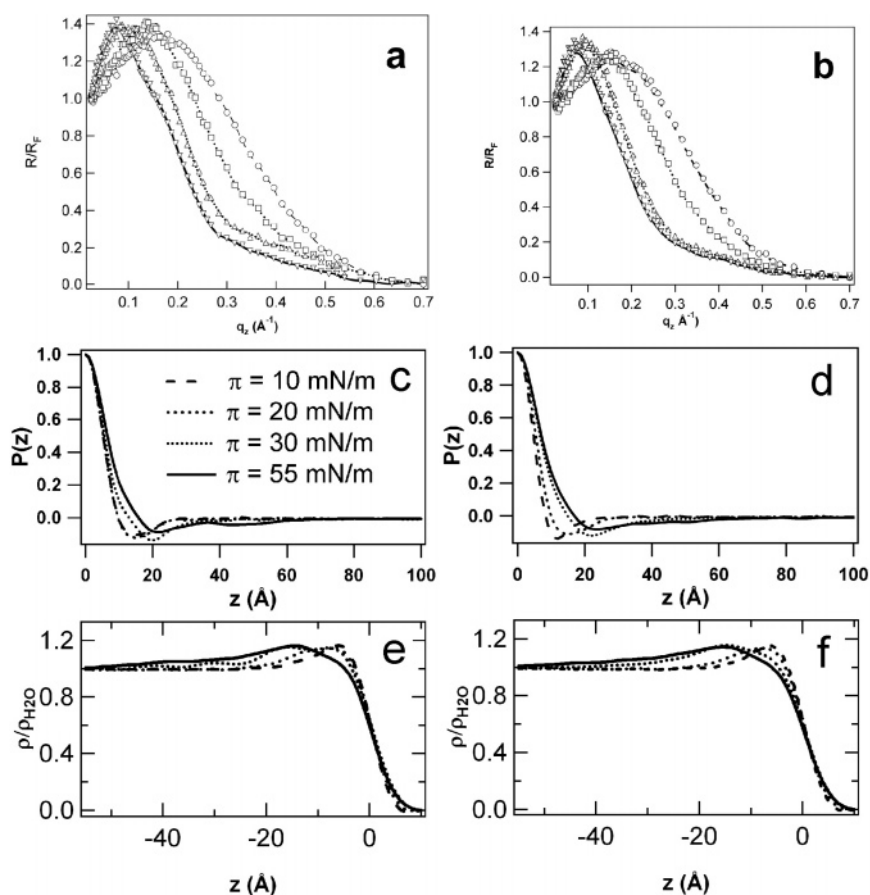 a
R/R_F
1.4
1.2
1.0
0.8
0.6
0.4
0.2
0.0
0.1 0.2 0.3 0.4 0.5 0.6 0.7
q_z (Å⁻¹)
b
R/R_F
1.4
1.2
1.0
0.8
0.6
0.4
0.2
0.0
0.1 0.2 0.3 0.4 0.5 0.6 0.7
q_z Å⁻¹)
c
P(z)
1.0
0.8
0.6
0.4
0.2
0.0
π = 10 mN/m
π = 20 mN/m
π = 30 mN/m
π = 55 mN/m
0 20 40 60 80 100
z (Å)
d
P(z)
1.0
0.8
0.6
0.4
0.2
0.0
0 20 40 60 80 100
z (Å)
e
ρ/ρ_H2O
1.2
0.8
0.4
0.0
-40 -20 0
z (Å)
f
ρ/ρ_H2O
1.2
0.8
0.4
0.0
-40 -20 0
z (Å)